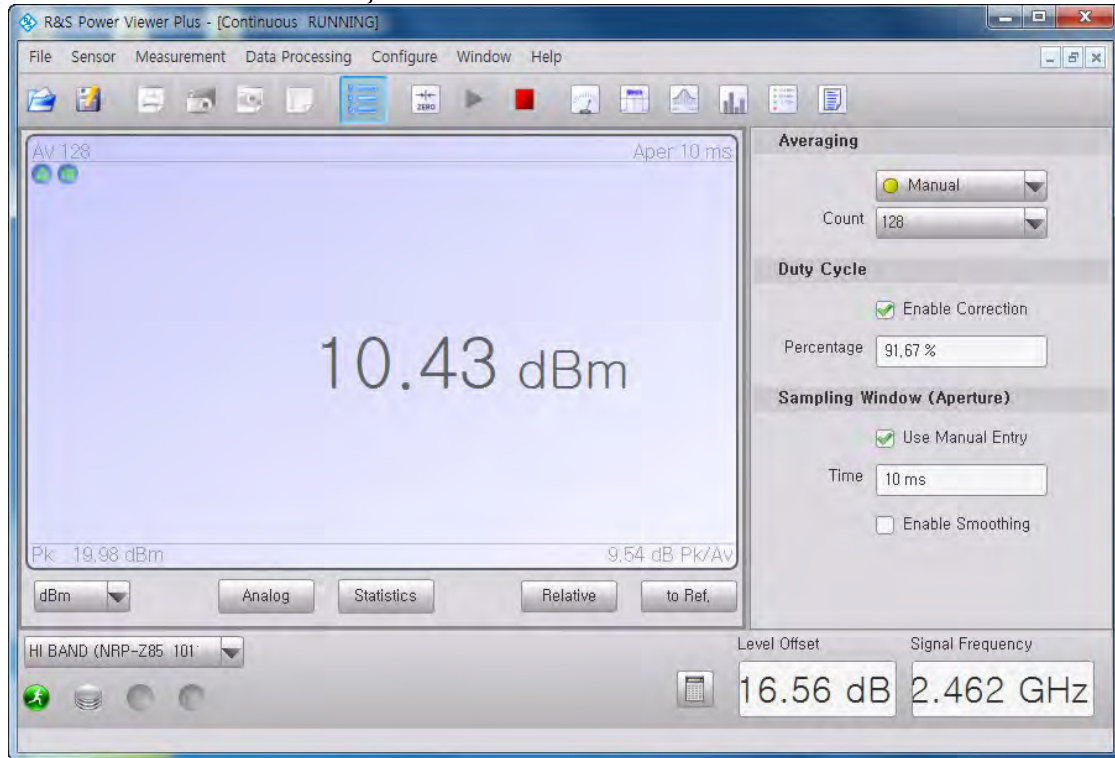 R&S Power Viewer Plus - [Continuous RUNNING]
File Sensor Measurement Data Processing Configure Window Help
ZERO
Av 128 Aper 10 ms
10.43 dBm
Pk 19.98 dBm 9.54 dB Pk/Av
dBm Analog Statistics Relative to Ref.
Averaging
Manual
Count 128
Duty Cycle
Enable Correction
Percentage 91.67 %
Sampling Window (Aperture)
Use Manual Entry
Time 10 ms
Enable Smoothing
HI BAND (NRP-Z85 101
Level Offset Signal Frequency
16.56 dB 2.462 GHz